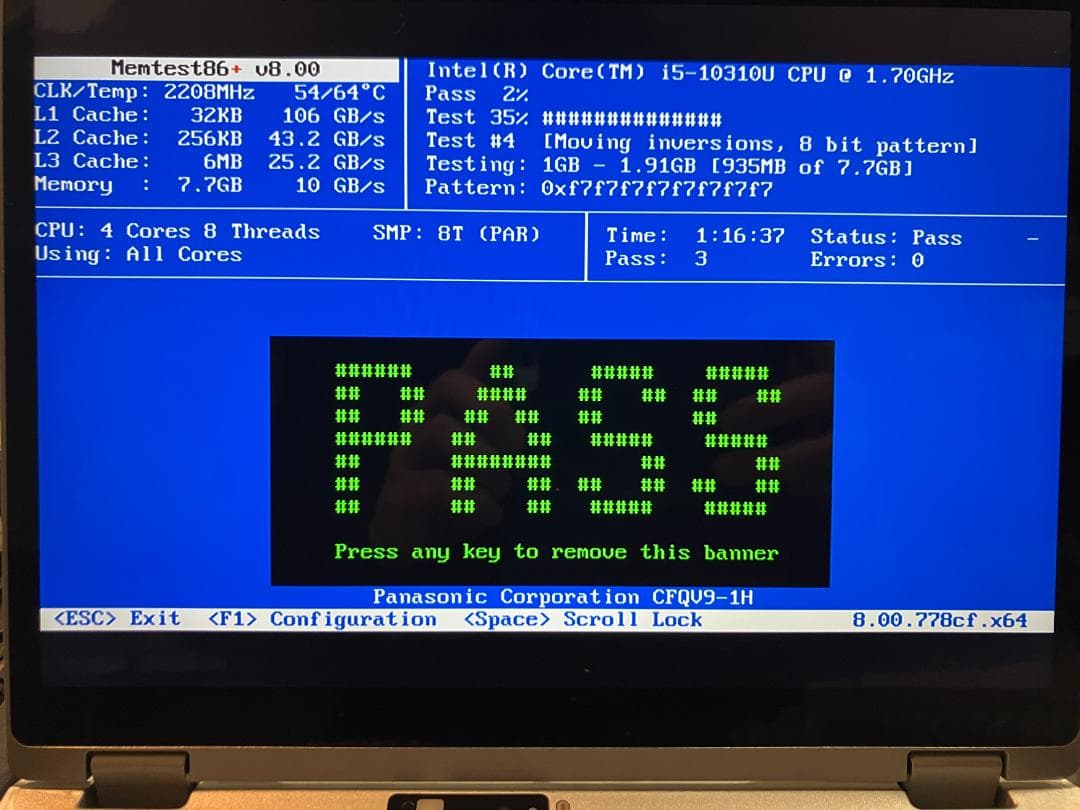 Memtest86+ v8.00
CLK/Temp: 2208MHz 54/64°C
L1 Cache: 32KB 106 GB/s
L2 Cache: 256KB 43.2 GB/s
L3 Cache: 6MB 25.2 GB/s
Memory : 7.7GB 10 GB/s
Intel(R) Core(TM) i5-10310U CPU @ 1.70GHz
Pass 2%
Test 35% ##############
Test #4 [Moving inversions, 8 bit pattern]
Testing: 1GB - 1.91GB [935MB of 7.7GB]
Pattern: 0xf7f7f7f7f7f7f7f7
CPU: 4 Cores 8 Threads SMP: 8T (PAR)
Using: All Cores
Time: 1:16:37 Status: Pass -
Pass: 3 Errors: 0
PASS
Press any key to remove this banner
Panasonic Corporation CFQV9-1H
<ESC> Exit <F1> Configuration <Space> Scroll Lock 8.00.778cf.x64